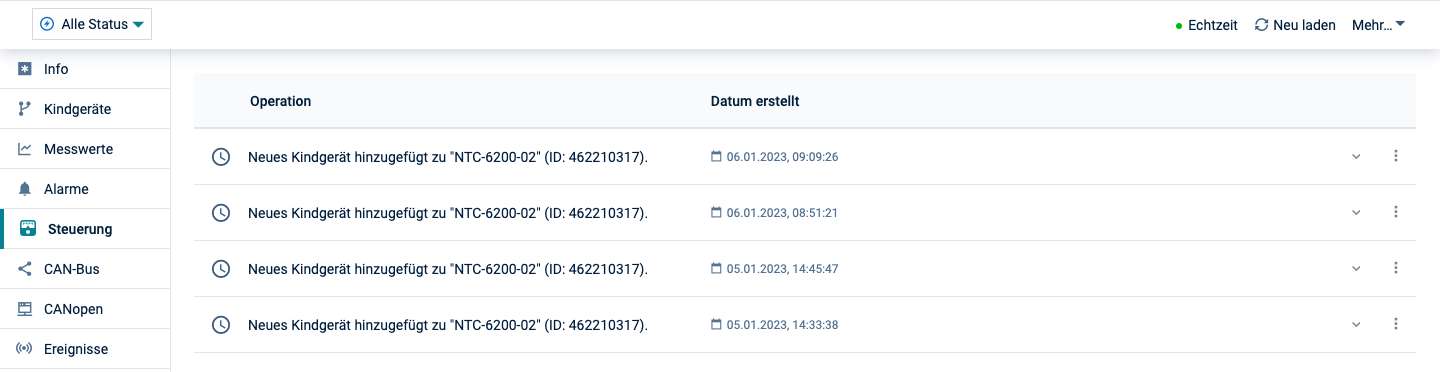 Alle Status
Echtzeit Neu laden Mehr...
Info
Kindgeräte
Messwerte
Alarme
Steuerung
CAN-Bus
CANopen
Ereignisse
Operation Datum erstellt
Neues Kindgerät hinzugefügt zu "NTC-6200-02" (ID: 462210317). 06.01.2023, 09:09:26
Neues Kindgerät hinzugefügt zu "NTC-6200-02" (ID: 462210317). 06.01.2023, 08:51:21
Neues Kindgerät hinzugefügt zu "NTC-6200-02" (ID: 462210317). 05.01.2023, 14:45:47
Neues Kindgerät hinzugefügt zu "NTC-6200-02" (ID: 462210317). 05.01.2023, 14:33:38